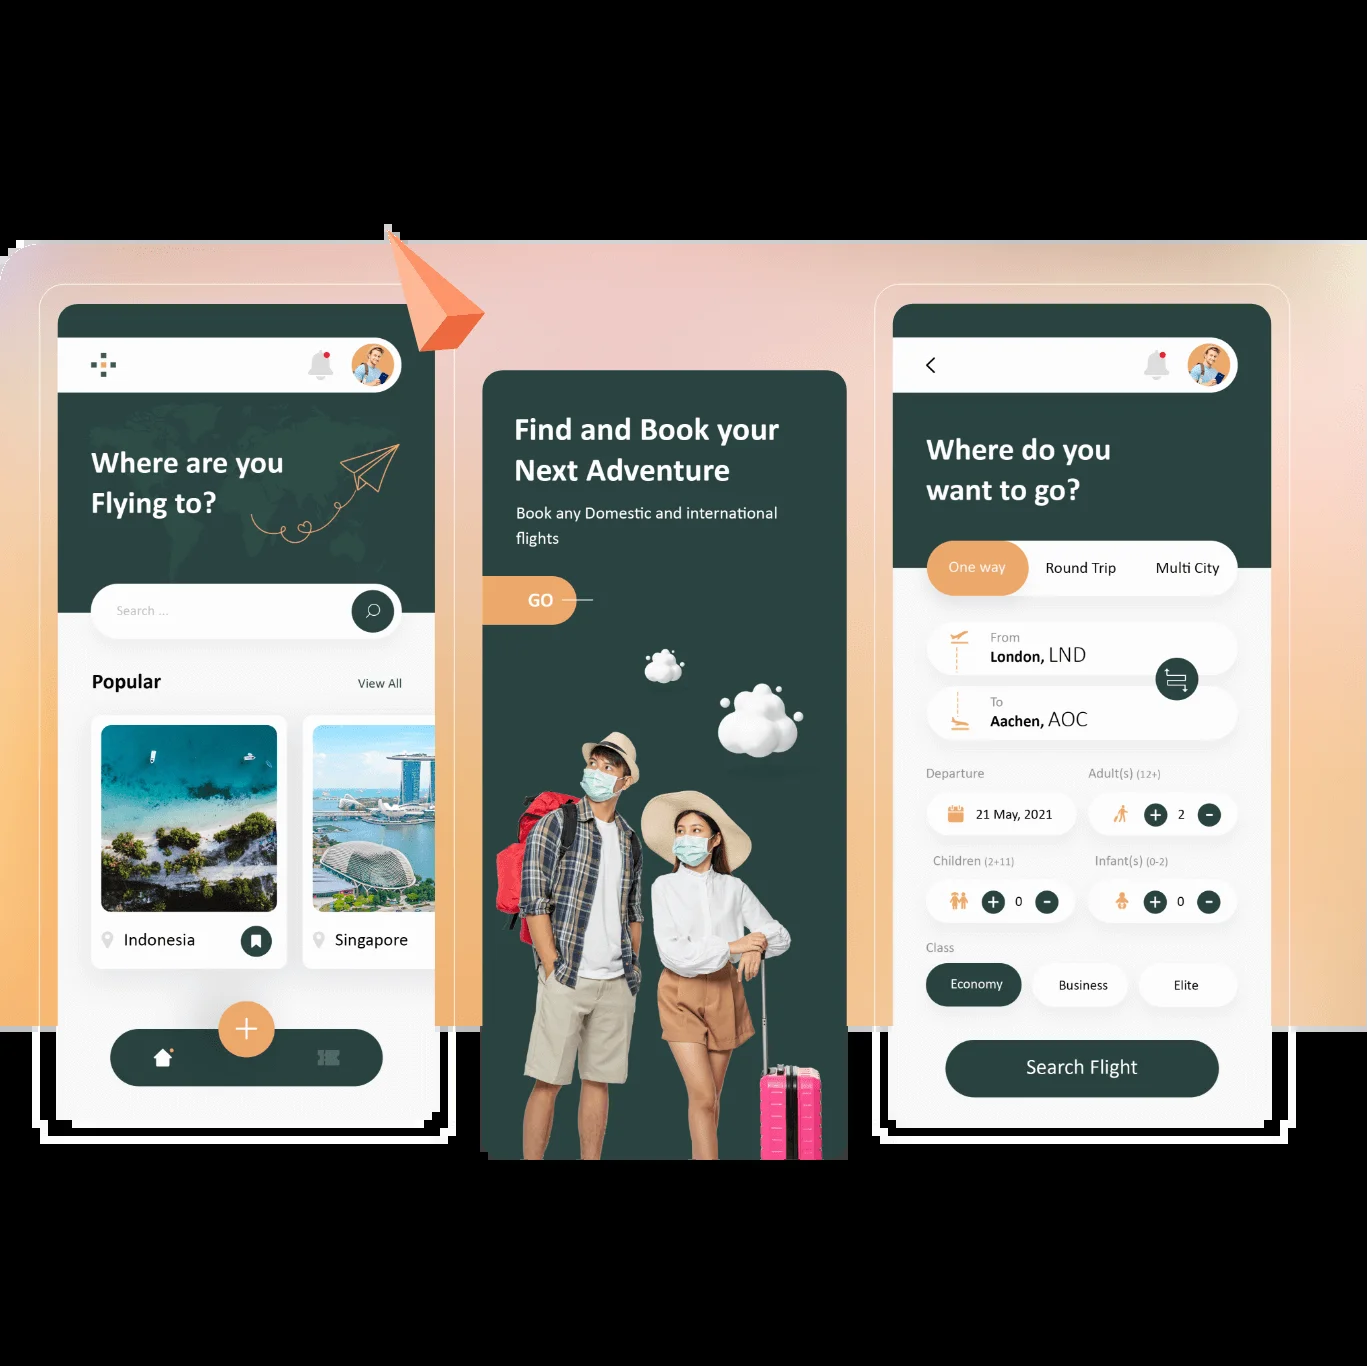 Where are you
Flying to?
Search ...
Popular
View All
Indonesia
Singapore
Find and Book your
Next Adventure
Book any Domestic and international
flights
GO
Where do you
want to go?
One way
Round Trip
Multi City
From
London, LND
To
Aachen, AOC
Departure
Adult(s) (12+)
21 May, 2021
+ 2 -
Children (2+11)
Infant(s) (0-2)
+ 0 -
+ 0 -
Class
Economy
Business
Elite
Search Flight